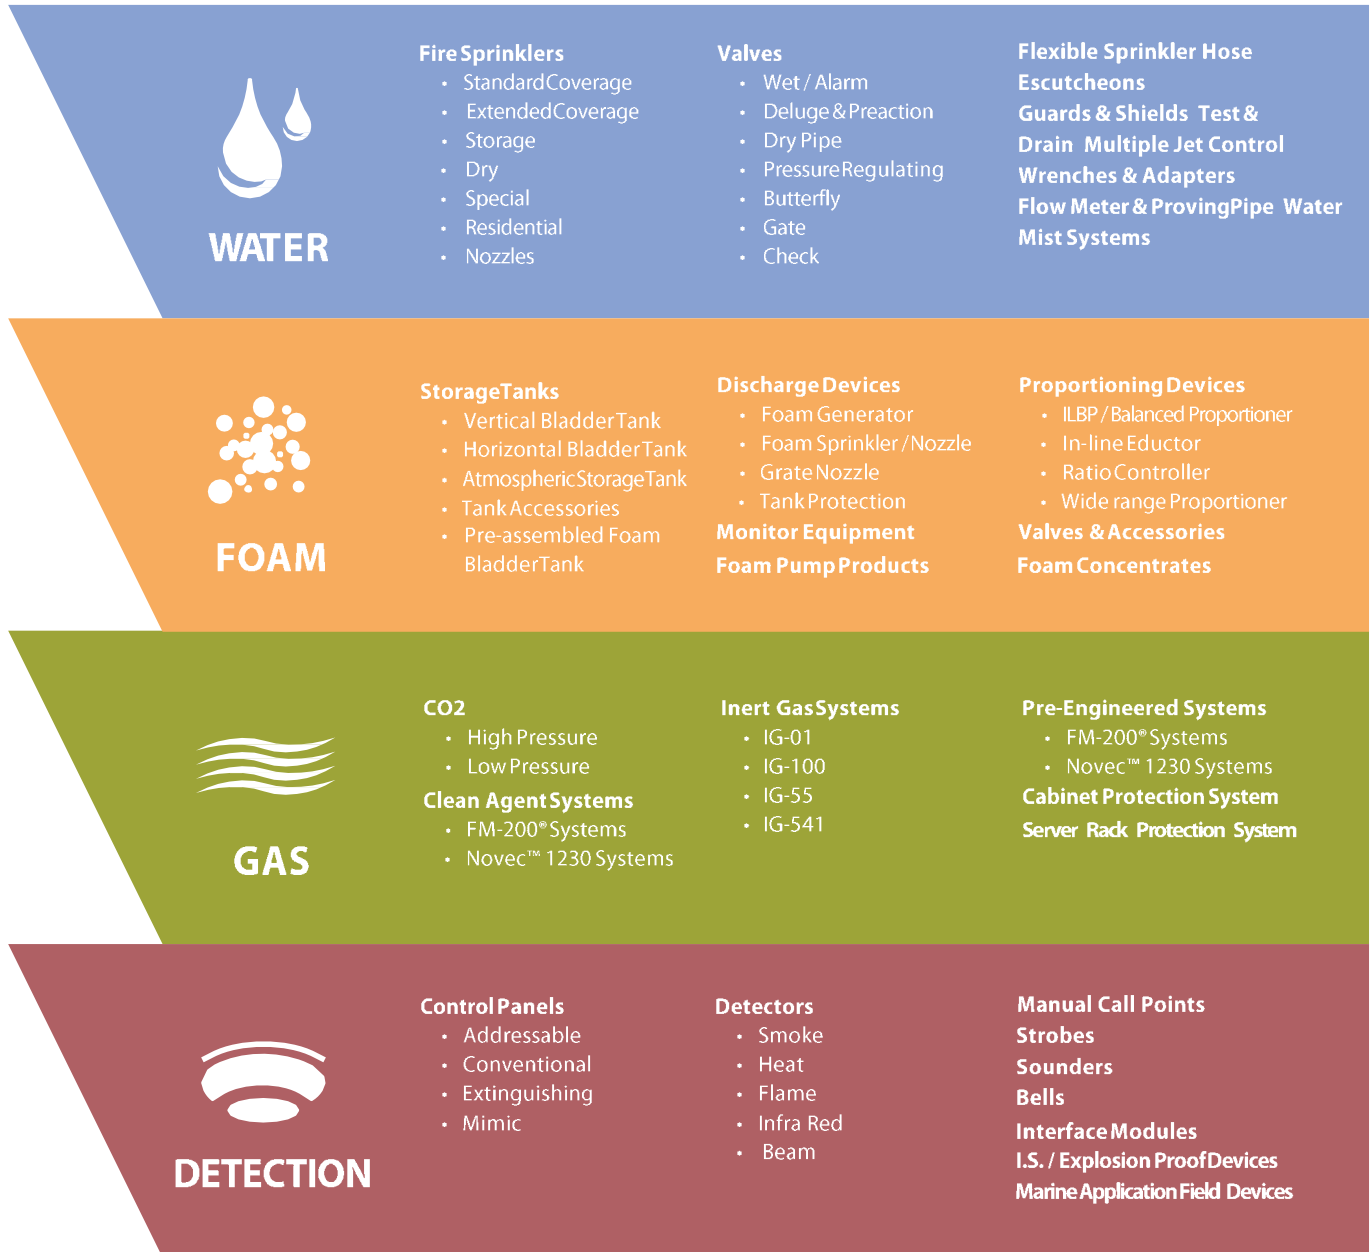 WATER
Fire Sprinklers
• Standard Coverage
• Extended Coverage
• Storage
• Dry
• Special
• Residential
• Nozzles
Valves
• Wet / Alarm
• Deluge & Preaction
• Dry Pipe
• Pressure Regulating
• Butterfly
• Gate
• Check
Flexible Sprinkler Hose
Escutcheons
Guards & Shields Test &
Drain Multiple Jet Control
Wrenches & Adapters
Flow Meter & Proving Pipe Water
Mist Systems
FOAM
Storage Tanks
• Vertical Bladder Tank
• Horizontal Bladder Tank
• Atmospheric Storage Tank
• Tank Accessories
• Pre-assembled Foam
Bladder Tank
Discharge Devices
• Foam Generator
• Foam Sprinkler / Nozzle
• Grate Nozzle
• Tank Protection
Monitor Equipment
Foam Pump Products
Proportioning Devices
• ILBP / Balanced Proportioner
• In-line Eductor
• Ratio Controller
• Wide range Proportioner
Valves & Accessories
Foam Concentrates
GAS
CO2
• High Pressure
• Low Pressure
Clean Agent Systems
• FM-200® Systems
• Novec™ 1230 Systems
Inert Gas Systems
• IG-01
• IG-100
• IG-55
• IG-541
Pre-Engineered Systems
• FM-200® Systems
• Novec™ 1230 Systems
Cabinet Protection System
Server Rack Protection System
DETECTION
Control Panels
• Addressable
• Conventional
• Extinguishing
• Mimic
Detectors
• Smoke
• Heat
• Flame
• Infra Red
• Beam
Manual Call Points
Strobes
Sounders
Bells
Interface Modules
I.S. / Explosion Proof Devices
Marine Application Field Devices